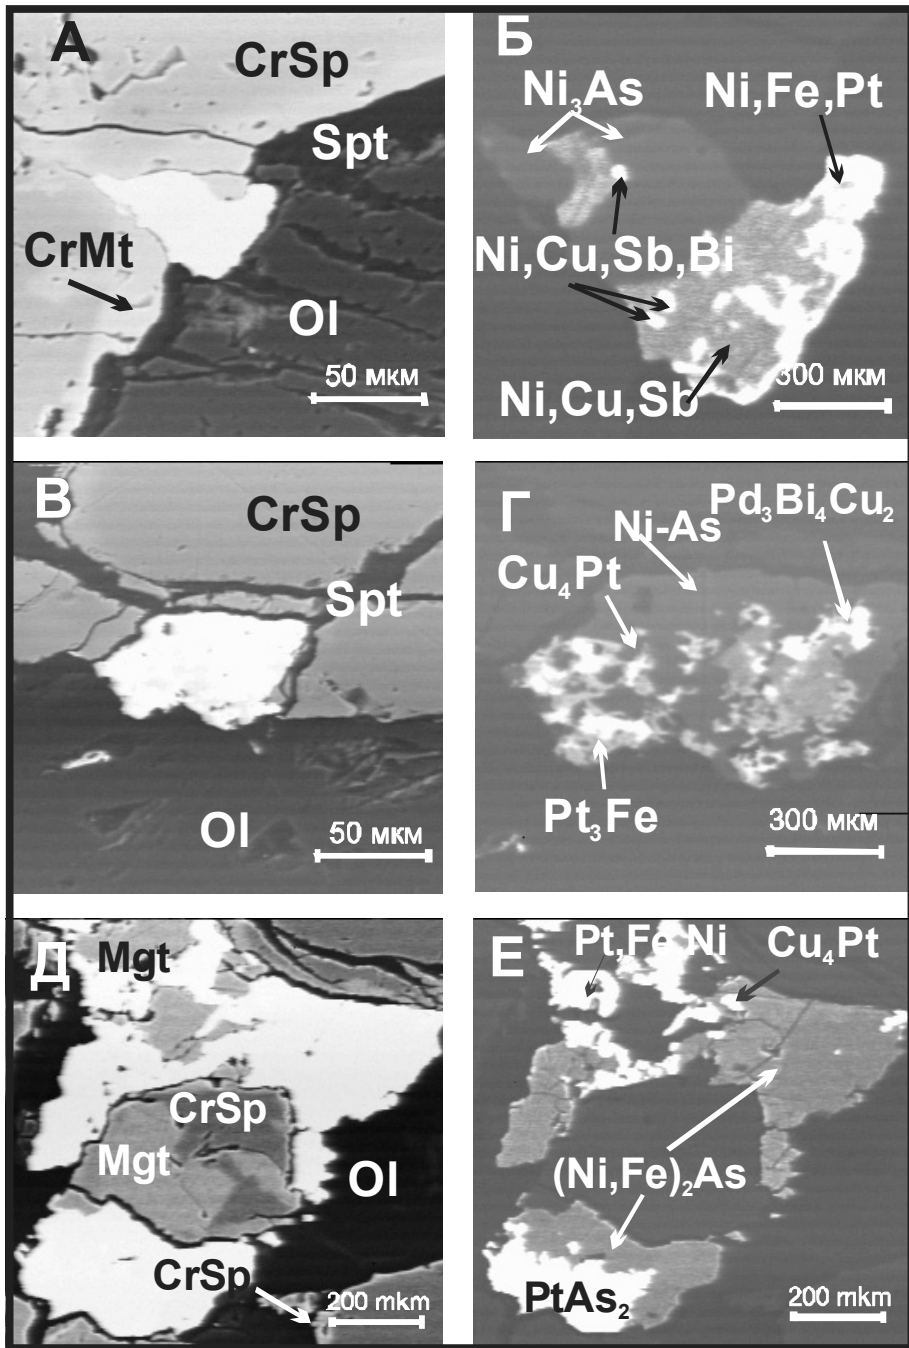 А
CrSp
Spt
CrMt
Ol
50 мкм
Б
Ni₃As
Ni,Fe,Pt
Ni,Cu,Sb,Bi
Ni,Cu,Sb
300 мкм
В
CrSp
Spt
Ol
50 мкм
Г
Pd₃Bi₄Cu₂
Ni-As
Cu₄Pt
Pt₃Fe
300 мкм
Д
Mgt
CrSp
Mgt
Ol
CrSp
200 mkm
Е
Pt,Fe,Ni
Cu₄Pt
(Ni,Fe)₂As
PtAs₂
200 mkm